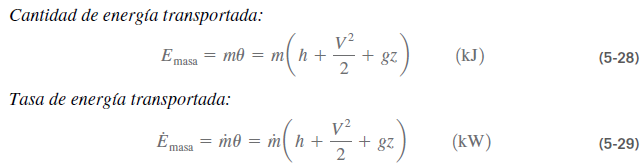 Cantidad de energía transportada:
E_masa = mθ = m(h + V²/2 + gz) (kJ) (5-28)
Tasa de energía transportada:
Ė_masa = ṁθ = ṁ(h + V²/2 + gz) (kW) (5-29)